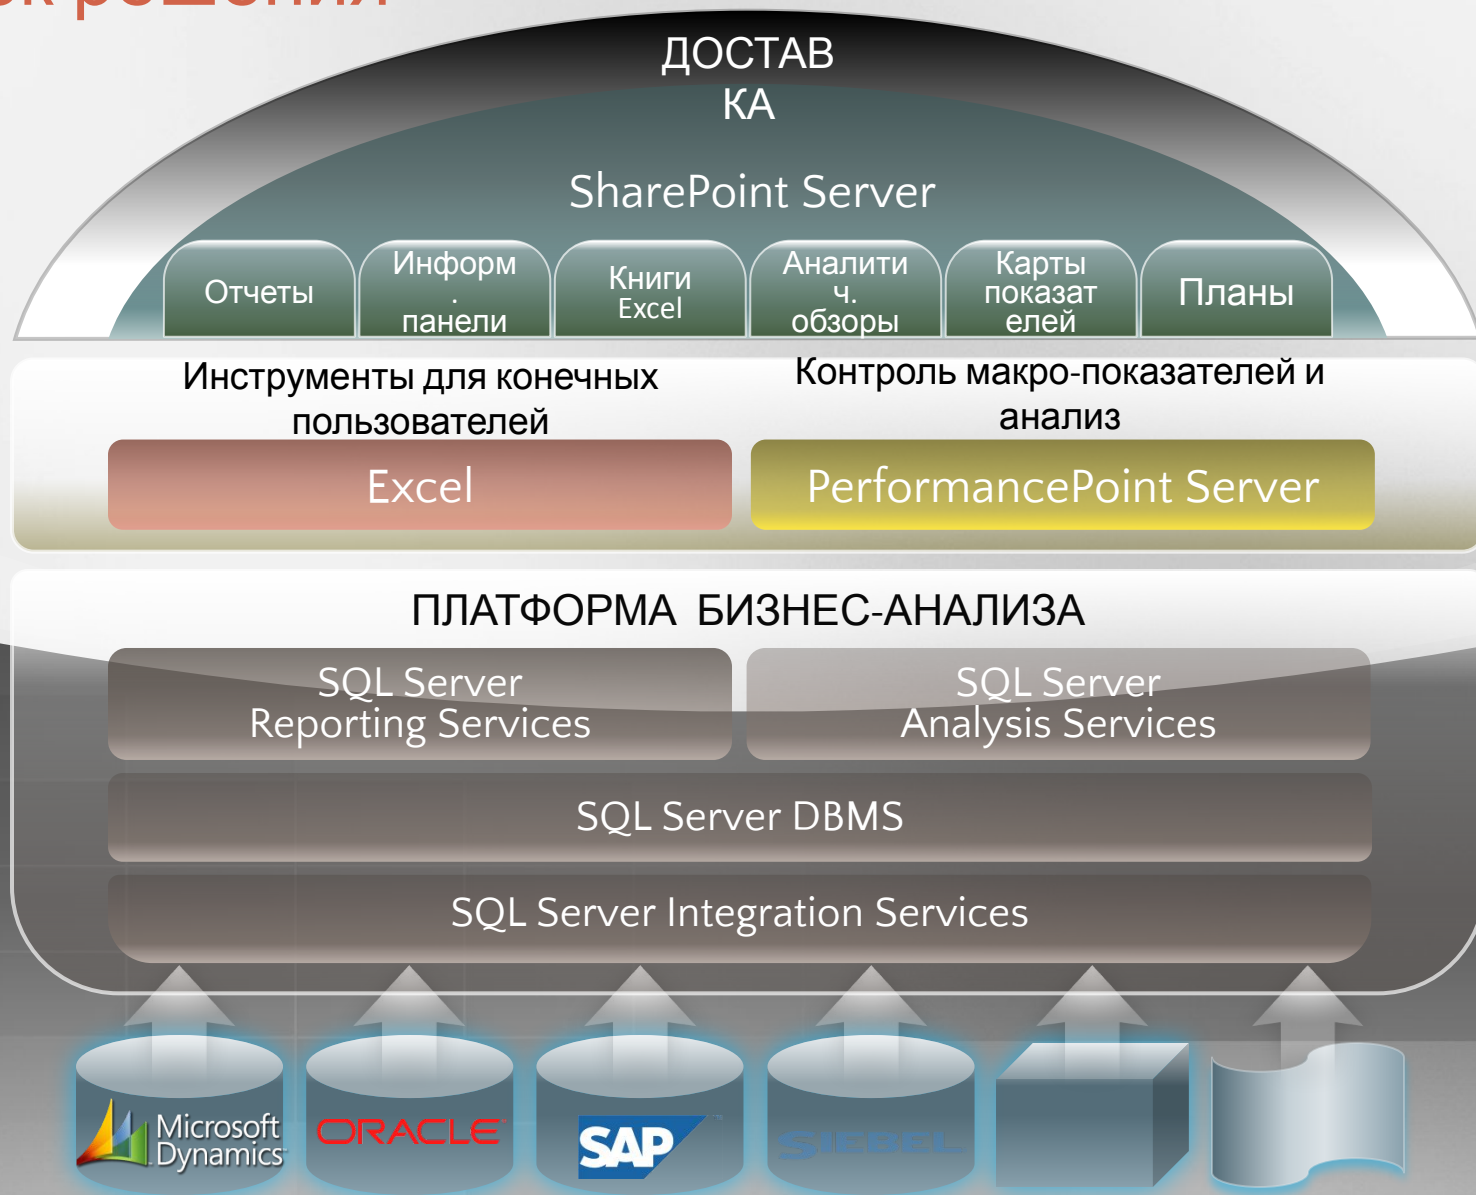 решения
ДОСТАВ
КА
SharePoint Server
Отчеты
Информ
.
панели
Книги
Excel
Аналити
ч.
обзоры
Карты
показат
елей
Планы
Инструменты для конечных
пользователей
Контроль макро-показателей и
анализ
Excel
PerformancePoint Server
ПЛАТФОРМА БИЗНЕС-АНАЛИЗА
SQL Server
Reporting Services
SQL Server
Analysis Services
SQL Server DBMS
SQL Server Integration Services
Microsoft
Dynamics
ORACLE
SAP
SIEBEL